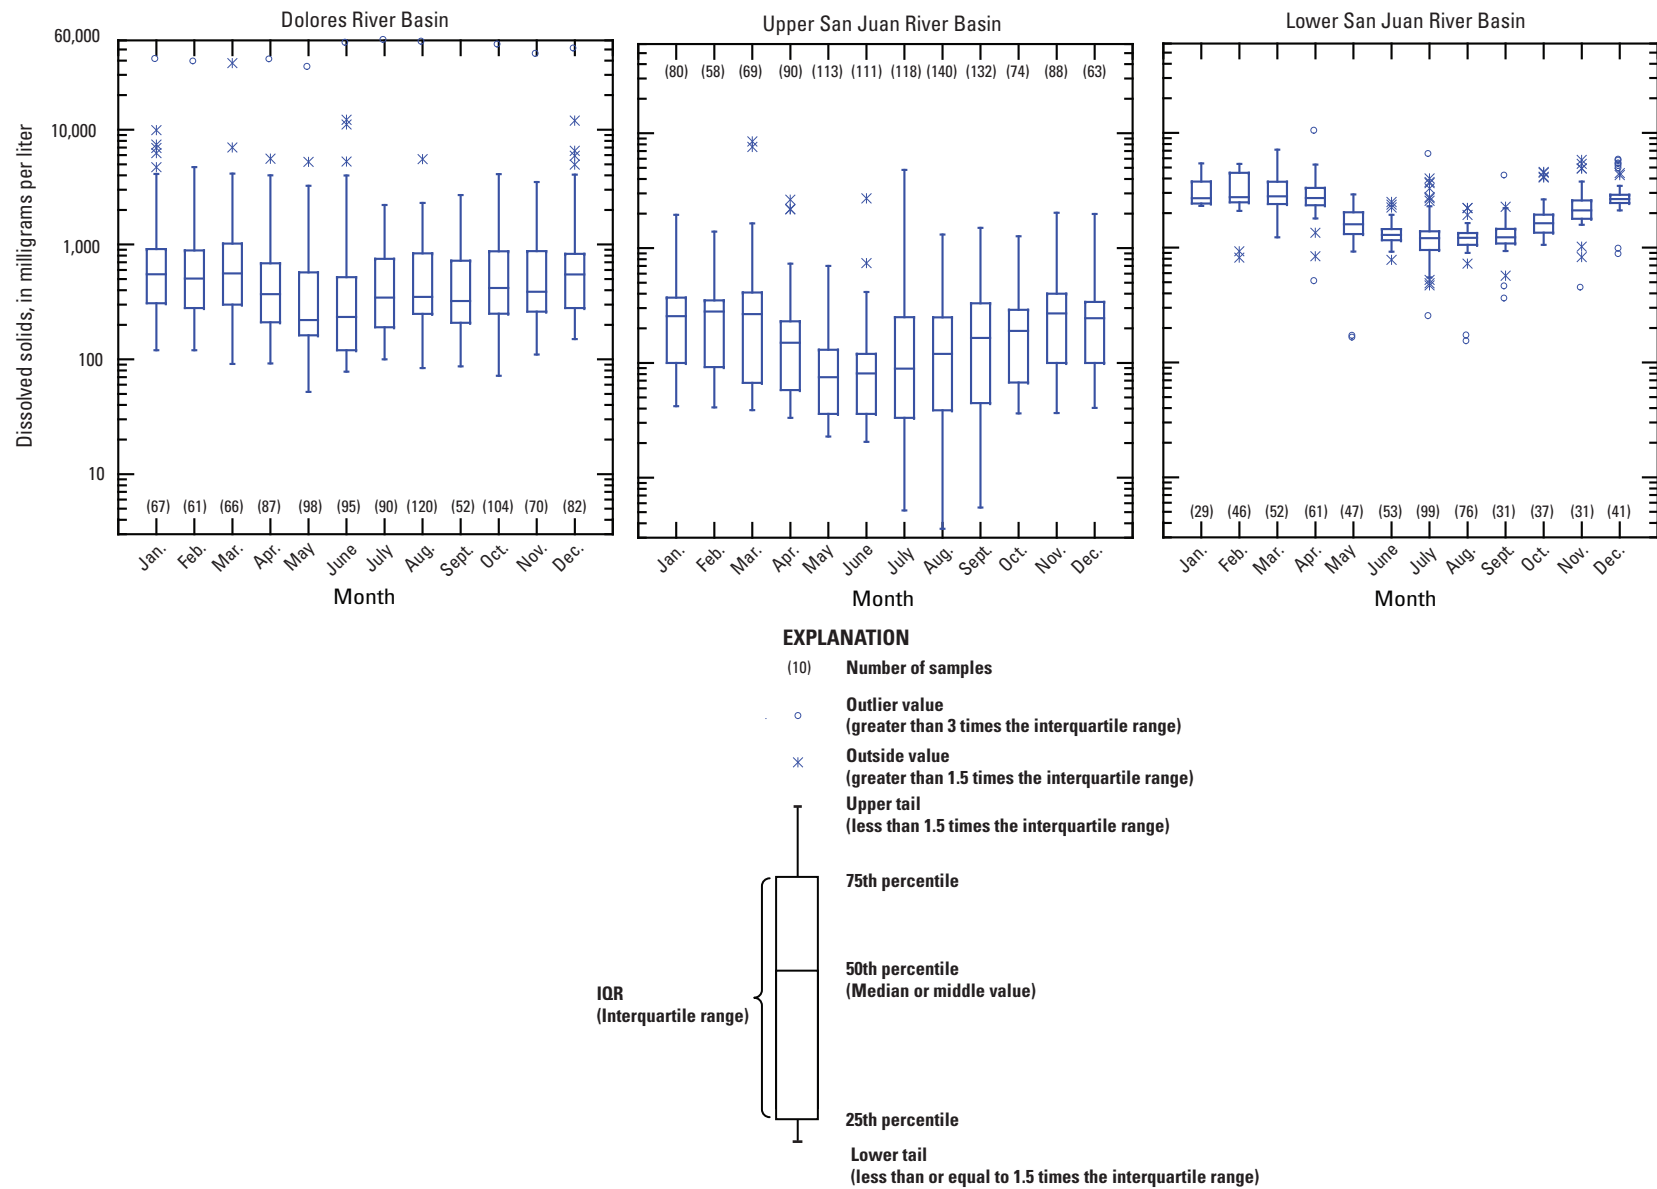 Dolores River Basin
Upper San Juan River Basin
Lower San Juan River Basin
Dissolved solids, in milligrams per liter
60,000
10,000
1,000
100
10
(67) (61) (66) (87) (98) (95) (90) (120) (52) (104) (70) (82)
Jan. Feb. Mar. Apr. May June July Aug. Sept. Oct. Nov. Dec.
Month
(80) (58) (69) (90) (113) (111) (118) (140) (132) (74) (88) (63)
Jan. Feb. Mar. Apr. May June July Aug. Sept Oct. Nov. Dec.
Month
(29) (46) (52) (61) (47) (53) (99) (76) (31) (37) (31) (41)
Jan. Feb. Mar. Apr. May June July Aug. Sept. Oct. Nov. Dec.
Month
EXPLANATION
(10) Number of samples
Outlier value
(greater than 3 times the interquartile range)
Outside value
(greater than 1.5 times the interquartile range)
Upper tail
(less than 1.5 times the interquartile range)
75th percentile
50th percentile
(Median or middle value)
IQR
(Interquartile range)
25th percentile
Lower tail
(less than or equal to 1.5 times the interquartile range)